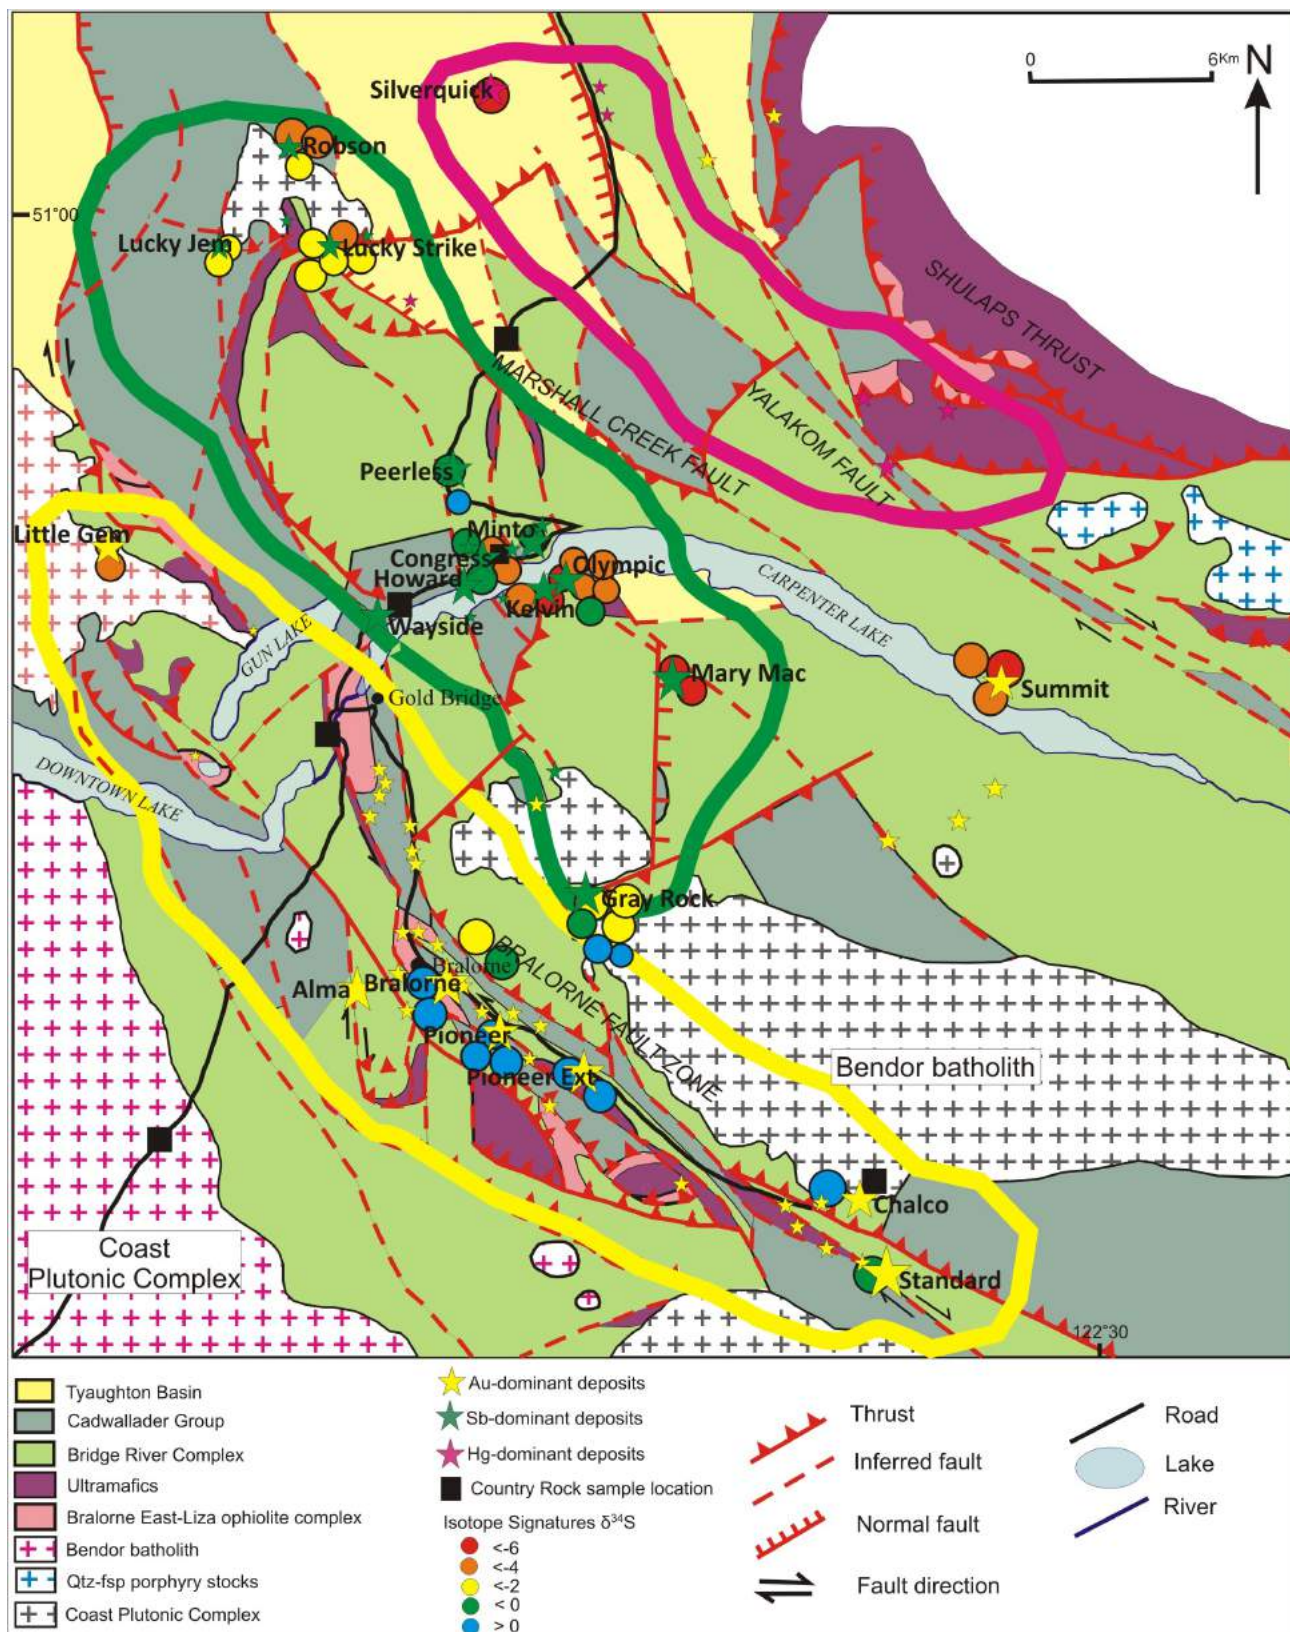 0
6Km
N
Silverquick
Robson
51°00
Lucky Jem
Lucky Strike
SHULAPS THRUST
MARSHALL CREEK FAULT
YALAKOM FAULT
Peerless
Little Gem
Minto
Congress
Olympic
Howard
Kelvin
CARPENTER LAKE
Wayside
GUN LAKE
Mary Mac
Summit
Gold Bridge
DOWNTOWN LAKE
Gray Rock
BRALORNE FAULT ZONE
Bralorne
Alma
Bralorne
Pioneer
Bendor batholith
Pioneer Ext
Chalco
Coast
Plutonic Complex
Standard
122°30
Tyaughton Basin
Cadwallader Group
Bridge River Complex
Ultramafics
Bralorne East-Liza ophiolite complex
Bendor batholith
Qtz-fsp porphyry stocks
Coast Plutonic Complex
Au-dominant deposits
Sb-dominant deposits
Hg-dominant deposits
Country Rock sample location
Isotope Signatures δ³⁴S
<-6
<-4
<-2
< 0
> 0
Thrust
Inferred fault
Normal fault
Fault direction
Road
Lake
River